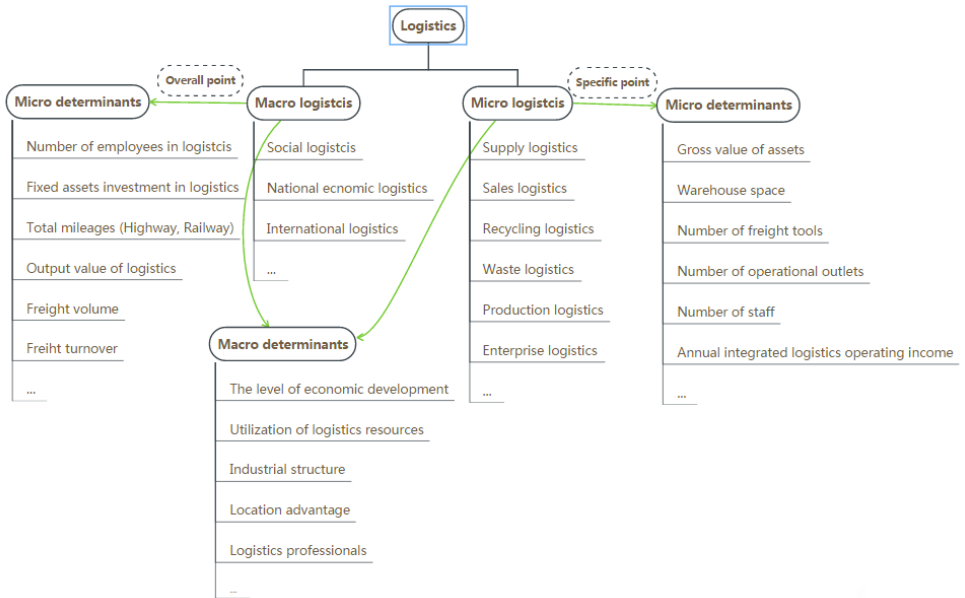 Logistics
Overall point
Specific point
Micro determinants
Number of employees in logistcis
Fixed assets investment in logistics
Total mileages (Highway, Railway)
Output value of logistics
Freight volume
Freiht turnover
...
Macro logistcis
Social logistcis
National ecnomic logistics
International logistics
...
Micro logistcis
Supply logistics
Sales logistics
Recycling logistics
Waste logistics
Production logistics
Enterprise logistics
...
Micro determinants
Gross value of assets
Warehouse space
Number of freight tools
Number of operational outlets
Number of staff
Annual integrated logistics operating income
...
Macro determinants
The level of economic development
Utilization of logistics resources
Industrial structure
Location advantage
Logistics professionals
...